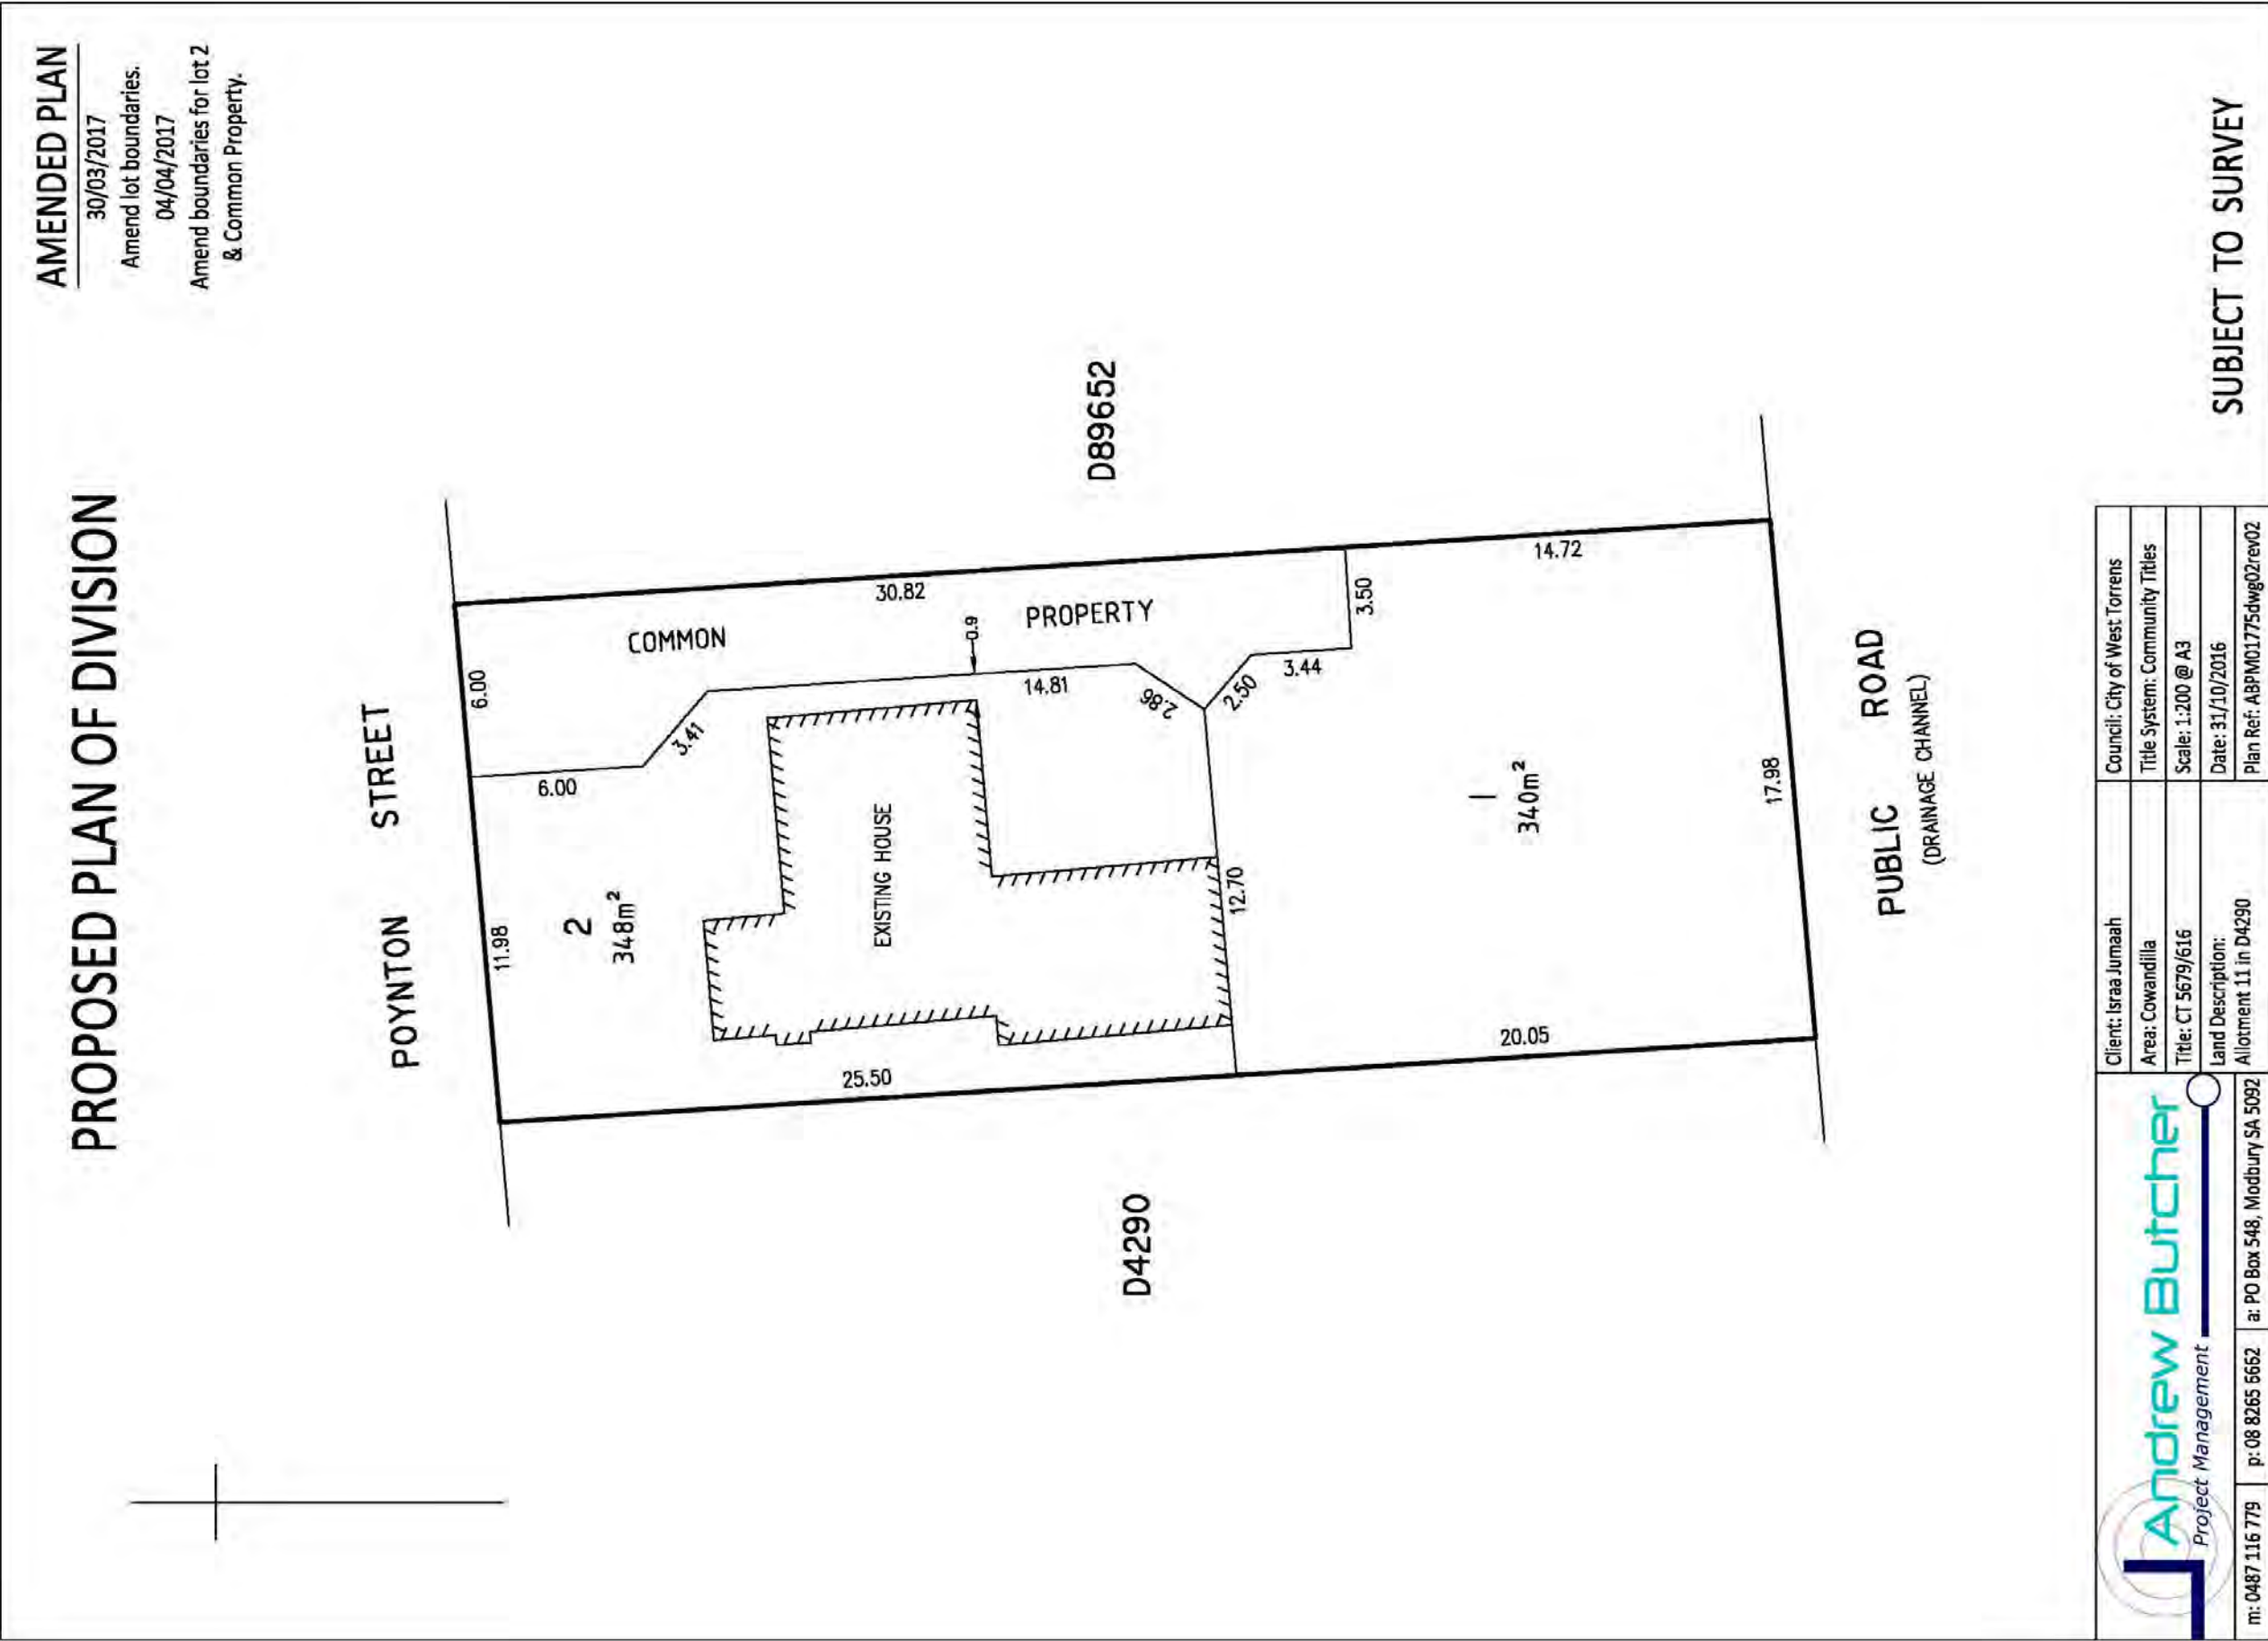 PROPOSED PLAN OF DIVISION
AMENDED PLAN
30/03/2017
Amend lot boundaries.
04/04/2017
Amend boundaries for lot 2
& Common Property.
POYNTON STREET
11.98
6.00
2
348m²
6.00
3.41
COMMON
30.82
PROPERTY
0.9
14.81
2.86
2.50
3.44
3.50
EXISTING HOUSE
25.50
12.70
D4290
D89652
1
340m²
20.05
14.72
17.98
PUBLIC ROAD
(DRAINAGE CHANNEL)
SUBJECT TO SURVEY
Andrew Butcher
Project Management
m: 0487 116 779
p: 08 8265 5662
a: PO Box 548, Modbury SA 5092
Client: Israa Jumaah
Area: Cowandilla
Title: CT 5679/616
Land Description:
Allotment 11 in D4290
Council: City of West Torrens
Title System: Community Titles
Scale: 1:200 @ A3
Date: 31/10/2016
Plan Ref: ABPM01775dwg02rev02